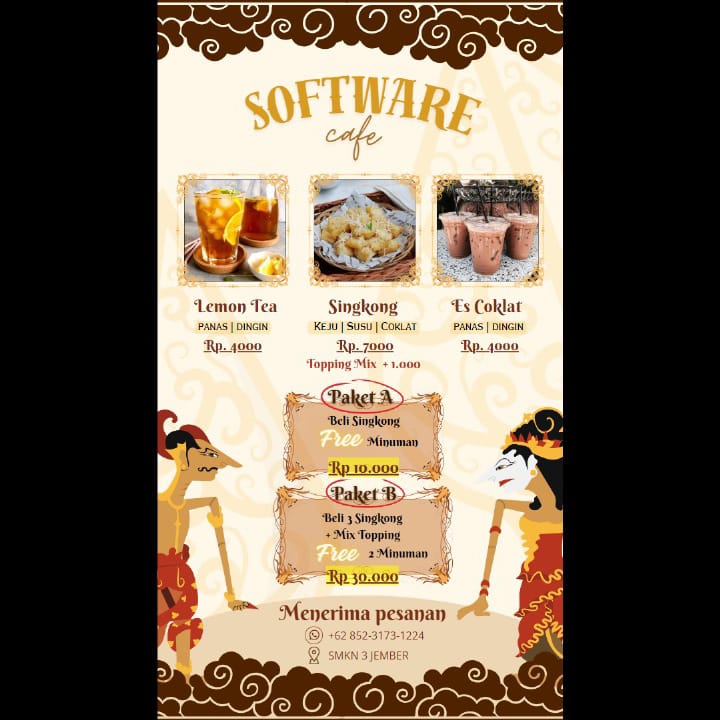 SOFTWARE
cafe
Lemon Tea
PANAS | DINGIN
Rp. 4000
Singkong
KEJU | SUSU | COKLAT
Rp. 7000
Topping Mix + 1.000
Es Coklat
PANAS | DINGIN
Rp. 4000
Paket A
Beli Singkong
Free Minuman
Rp 10.000
Paket B
Beli 3 Singkong
+ Mix Topping
Free 2 Minuman
Rp 30.000
Menerima pesanan
+62 852-3173-1224
SMKN 3 JEMBER